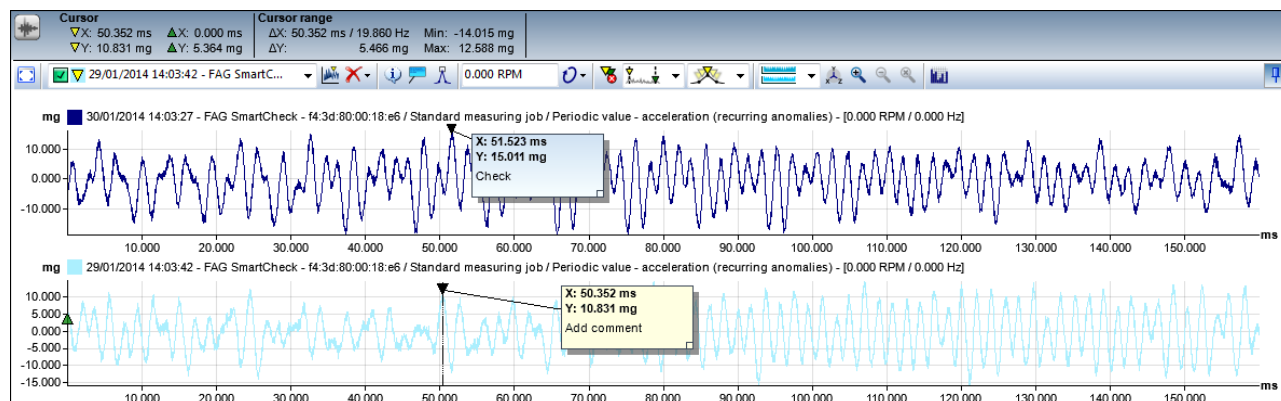 Cursor Cursor range
X: 50.352 ms X: 0.000 ms ΔX: 50.352 ms / 19.860 Hz Min: -14.015 mg
Y: 10.831 mg Y: 5.364 mg ΔY: 5.466 mg Max: 12.588 mg
29/01/2014 14:03:42 - FAG SmartC... 0.000 RPM
mg 30/01/2014 14:03:27 - FAG SmartCheck - f4:3d:80:00:18:e6 / Standard measuring job / Periodic value - acceleration (recurring anomalies) - [0.000 RPM / 0.000 Hz]
X: 51.523 ms
Y: 15.011 mg
Check
10.000
0.000
-10.000
ms
10.000 20.000 30.000 40.000 50.000 60.000 70.000 80.000 90.000 100.000 110.000 120.000 130.000 140.000 150.000
mg 29/01/2014 14:03:42 - FAG SmartCheck - f4:3d:80:00:18:e6 / Standard measuring job / Periodic value - acceleration (recurring anomalies) - [0.000 RPM / 0.000 Hz]
X: 50.352 ms
Y: 10.831 mg
Add comment
10.000
5.000
0.000
-5.000
-10.000
-15.000
ms
10.000 20.000 30.000 40.000 50.000 60.000 70.000 80.000 90.000 100.000 110.000 120.000 130.000 140.000 150.000